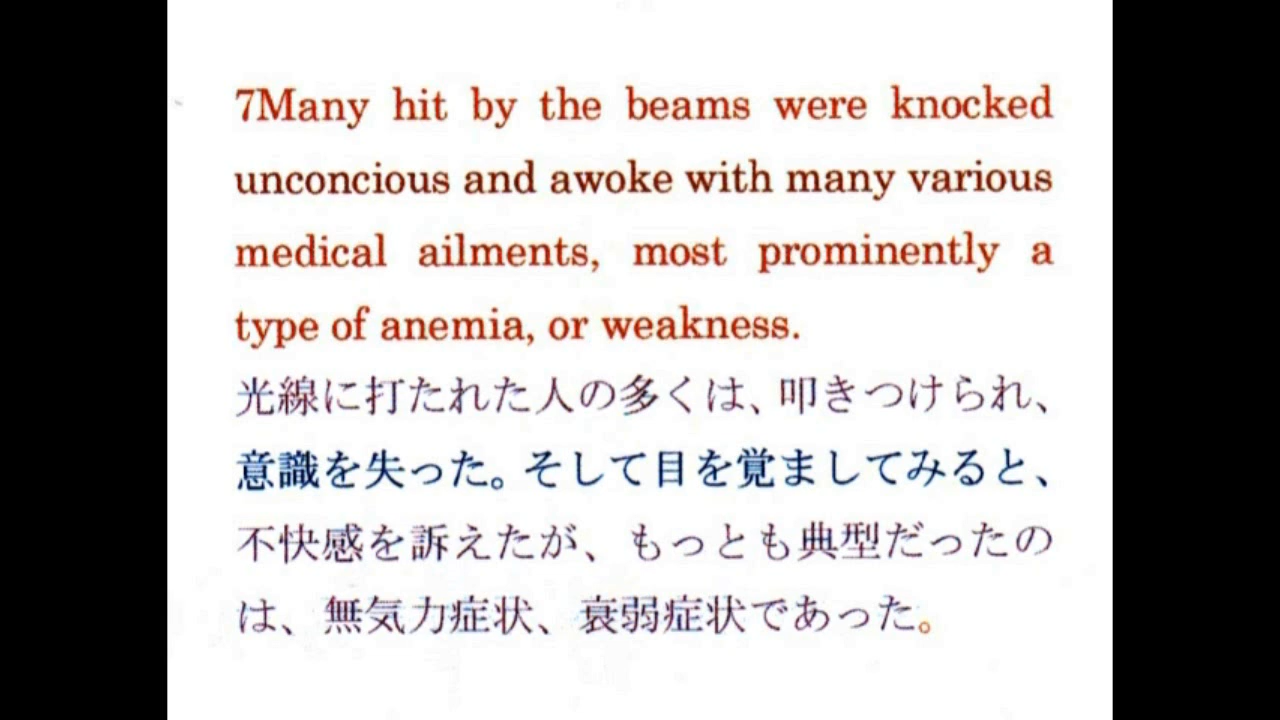 7Many hit by the beams were knocked
unconcious and awoke with many various
medical ailments, most prominently a
type of anemia, or weakness.
光線に打たれた人の多くは、叩きつけられ、
意識を失った。そして目を覚ましてみると、
不快感を訴えたが、もっとも典型だったの
は、無気力症状、衰弱症状であった。